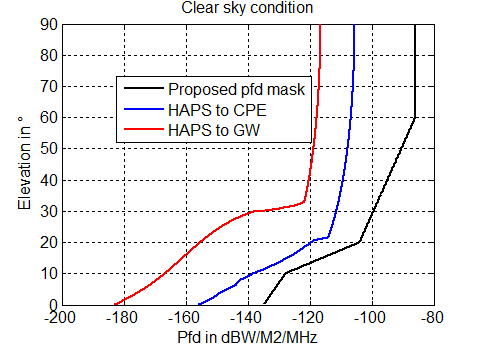 Clear sky condition
90
80
70
60
50
40
30
20
10
0
Elevation in °
Proposed pfd mask
HAPS to CPE
HAPS to GW
-200 -180 -160 -140 -120 -100 -80
Pfd in dBW/M2/MHz